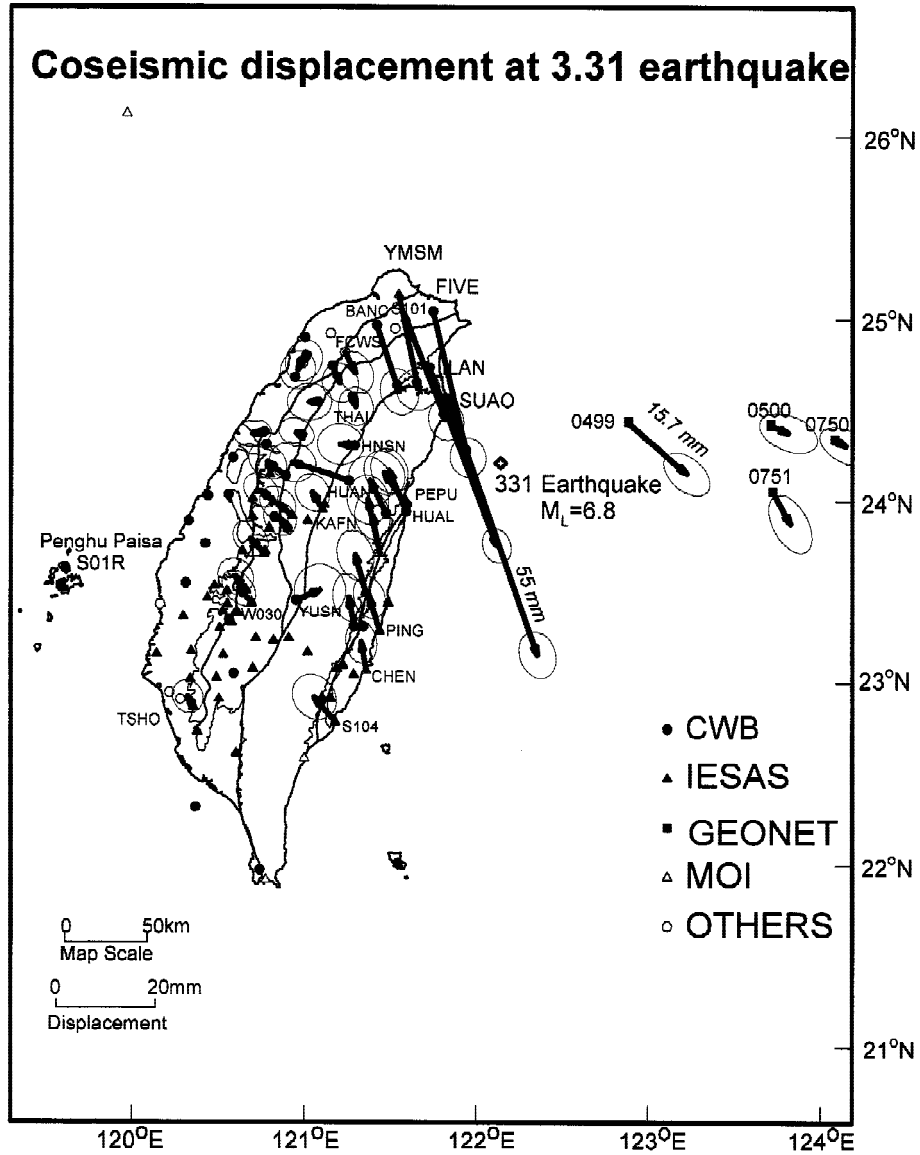 Coseismic displacement at 3.31 earthquake
26°N
YMSM
FIVE
BANC S101
25°N
FCWS
ILAN
SUAO
THAI
0499
15.7 mm
0500
0750
HNSN
331 Earthquake
M_L=6.8
0751
HUAN
PEPU
24°N
KAFN
HUAL
Penghu Paisa
S01R
55 mm
W030
YUSN
PING
CHEN
23°N
TSHO
S104
CWB
IESAS
GEONET
22°N
MOI
0 50km
OTHERS
Map Scale
0 20mm
Displacement
21°N
120°E 121°E 122°E 123°E 124°E